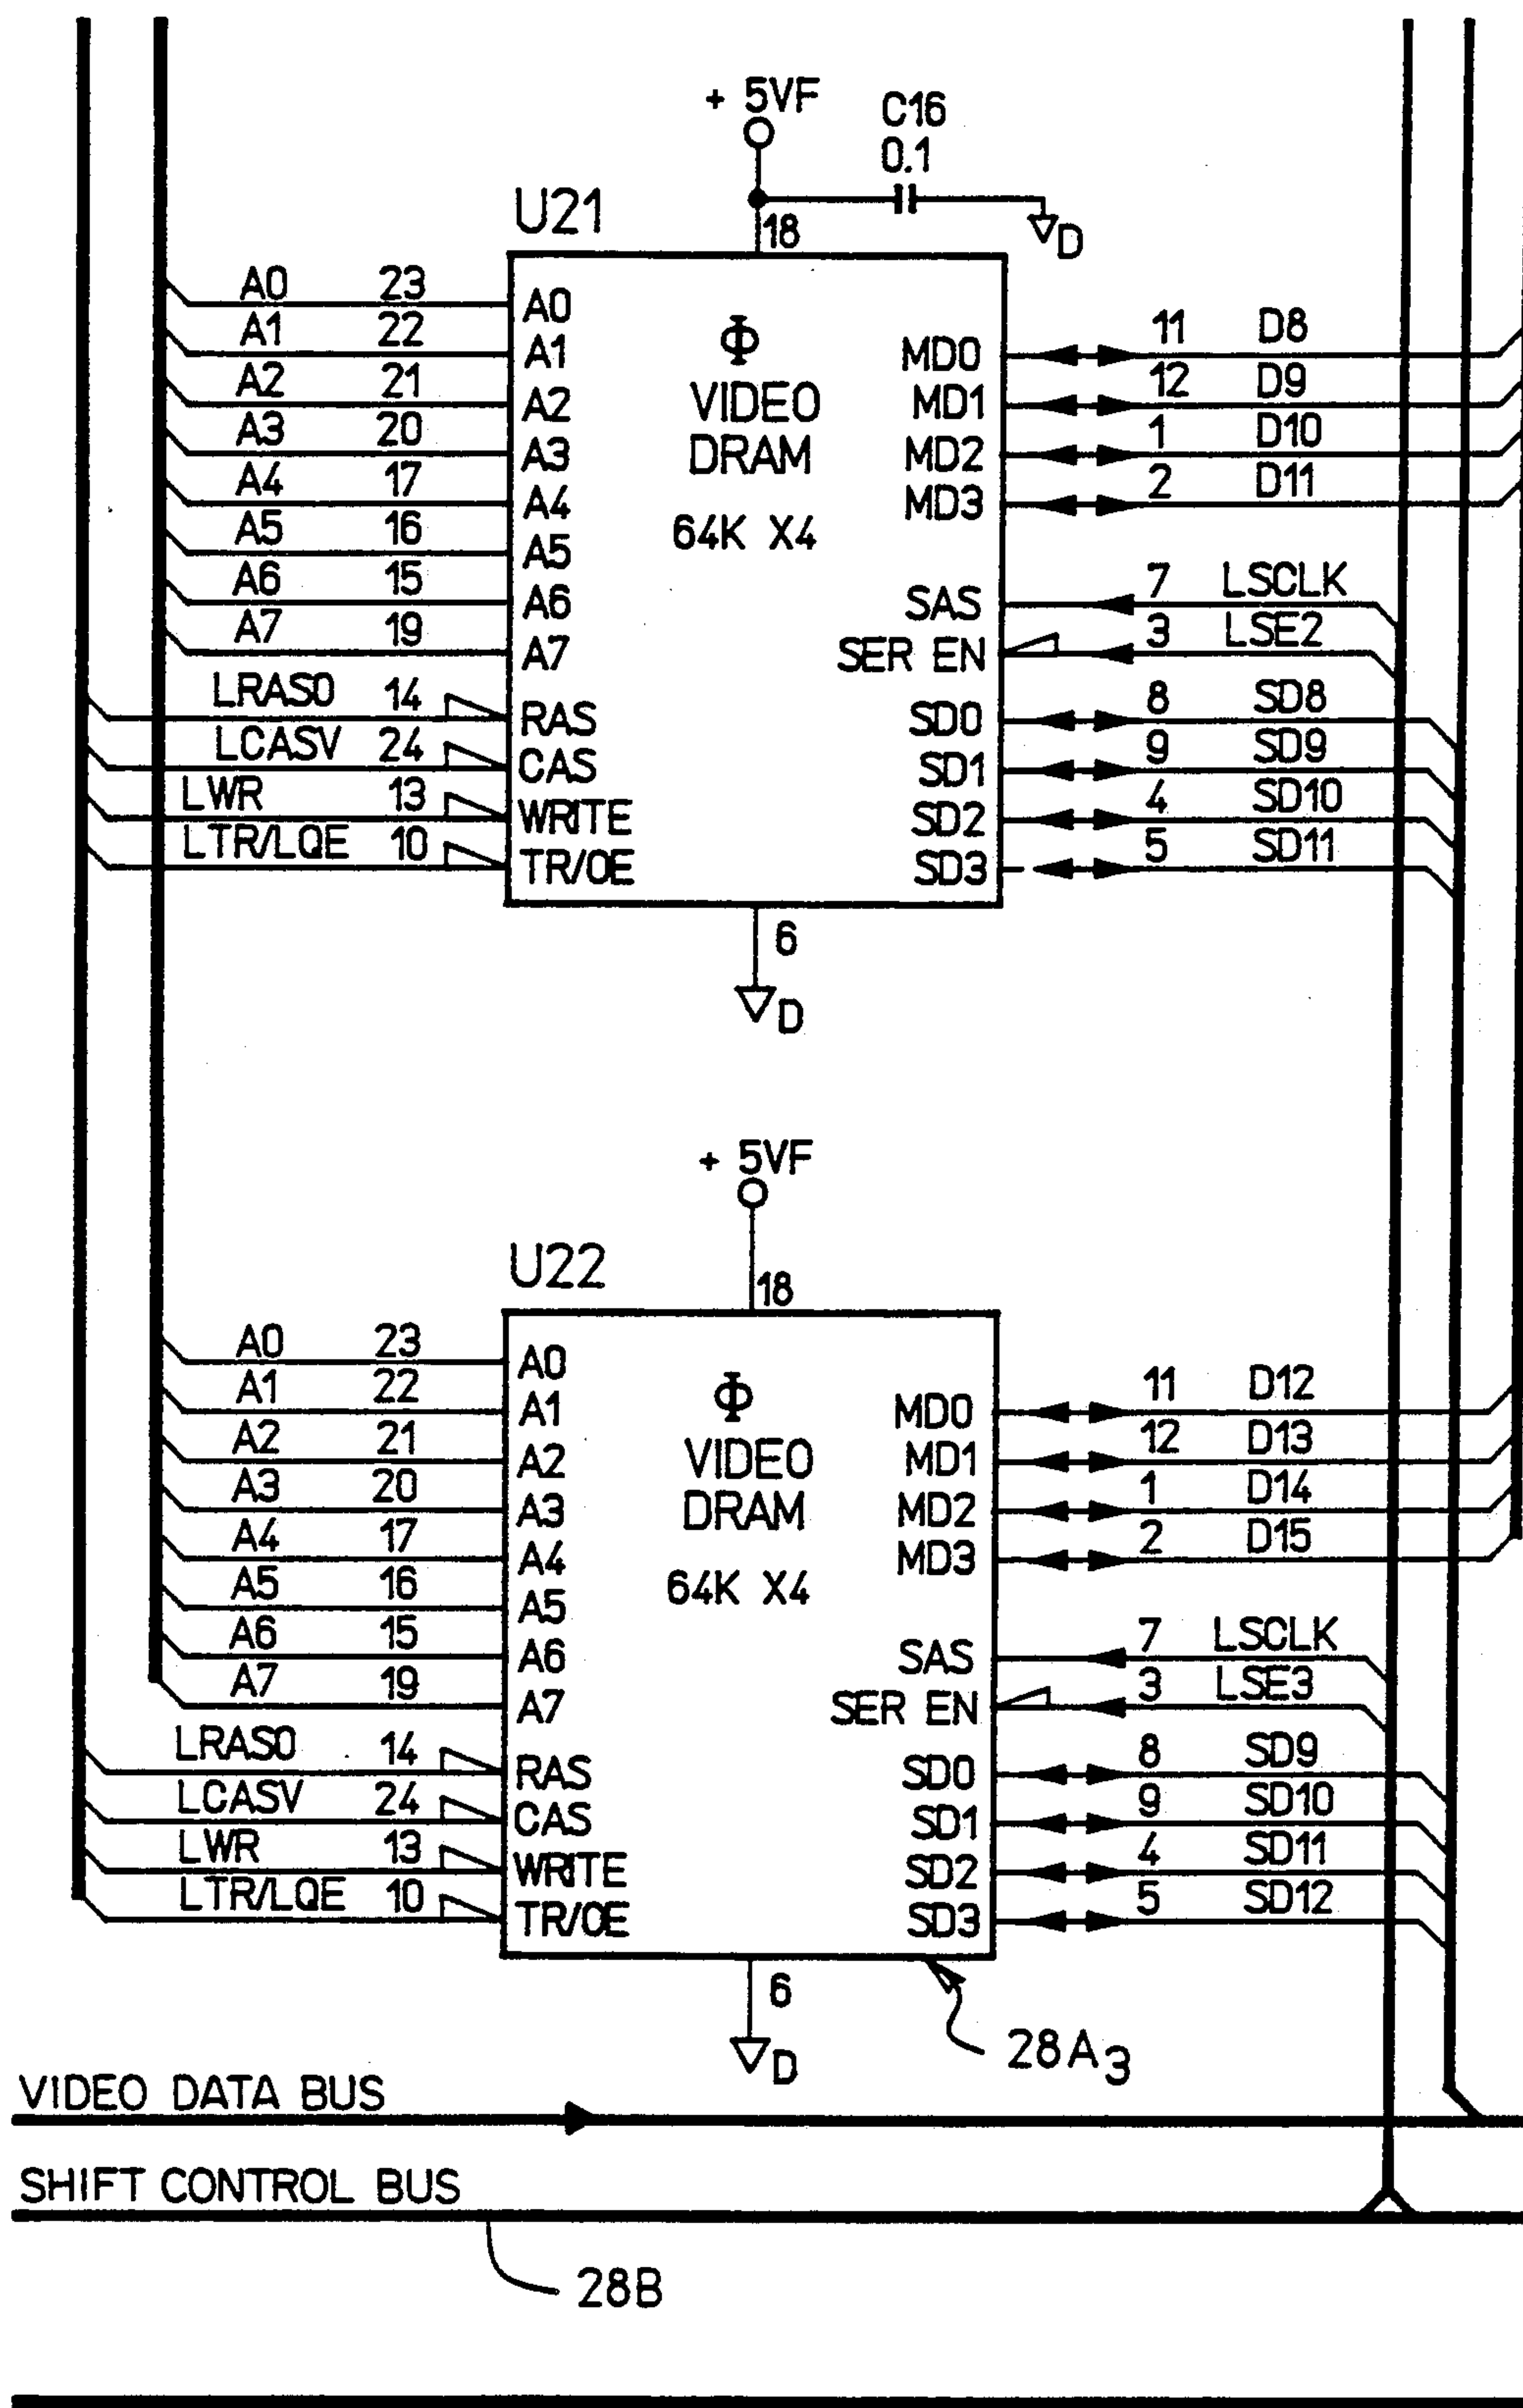 + 5VF
C16
0.1
U21
18
D
A0 23 A0
A1 22 A1
A2 21 A2
A3 20 A3
A4 17 A4
A5 16 A5
A6 15 A6
A7 19 A7
LRAS0 14 RAS
LCASV 24 CAS
LWR 13 WRITE
LTR/LQE 10 TR/OE
Φ
VIDEO
DRAM
64K X4
MD0 11 D8
MD1 12 D9
MD2 1 D10
MD3 2 D11
SAS 7 LSCLK
SER EN 3 LSE2
SD0 8 SD8
SD1 9 SD9
SD2 4 SD10
SD3 5 SD11
6
D
+ 5VF
U22
18
A0 23 A0
A1 22 A1
A2 21 A2
A3 20 A3
A4 17 A4
A5 16 A5
A6 15 A6
A7 19 A7
LRAS0 14 RAS
LCASV 24 CAS
LWR 13 WRITE
LTR/LQE 10 TR/OE
Φ
VIDEO
DRAM
64K X4
MD0 11 D12
MD1 12 D13
MD2 1 D14
MD3 2 D15
SAS 7 LSCLK
SER EN 3 LSE3
SD0 8 SD9
SD1 9 SD10
SD2 4 SD11
SD3 5 SD12
6
D
28A3
VIDEO DATA BUS
SHIFT CONTROL BUS
28B